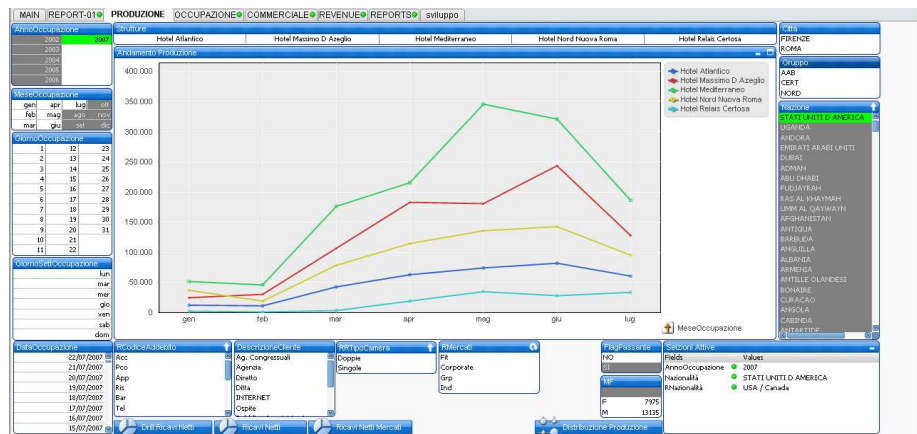 MAIN REPORT-01 PRODUZIONE OCCUPAZIONE COMMERCIALE REVENUE REPORTS sviluppo
AnnoOccupazione
2002 2007
2003
2004
2005
2006
MeseOccupazione
gen apr lug ott
feb mag ago nov
mar giu set dic
GiornoOccupazione
1 12 23
2 13 24
3 14 25
4 15 26
5 16 27
6 17 28
7 18 29
8 19 30
9 20 31
10 21
11 22
GiornoSettOccupazione
lun
mar
mer
gio
ven
sab
dom
Strutture
Hotel Atlantico Hotel Massimo D Azeglio Hotel Mediterraneo Hotel Nord Nuova Roma Hotel Relais Certosa
Andamento Produzione
400.000
350.000
300.000
250.000
200.000
150.000
100.000
50.000
0
gen feb mar apr mag giu lug
Hotel Atlantico
Hotel Massimo D Azeglio
Hotel Mediterraneo
Hotel Nord Nuova Roma
Hotel Relais Certosa
MeseOccupazione
Città
FIRENZE
ROMA
Gruppo
AAB
CERT
NORD
Nazione
STATI UNITI D AMERICA
UGANDA
ANDORA
EMIRATI ARABI UNITI
DUBAI
ADMAN
ABU DHABI
FUDJAYRAH
RAS AL KHAYMAH
UMM AL QAYWAYN
AFGHANISTAN
ANTIGUA
BARBUDA
ANGUILLA
ALBANIA
ARMENIA
ANTILLE OLANDESI
BONAIRE
CURACAO
ANGOLA
CABINDA
ANTARTIDE
DataOccupazione
22/07/2007
21/07/2007
20/07/2007
19/07/2007
18/07/2007
17/07/2007
16/07/2007
15/07/2007
RCodiceAddebito
Acc
Pco
App
Ris
Bar
Tel
DescrizioneCliente
Ag. Congressuali
Agenzia
Diretto
Ditta
INTERNET
Ospite
RRTipoCamera
Doppie
Singole
RMercati
Fit
Corporate
Grp
Ind
FlagPassante
NO
SI
MF
F 7975
M 13135
Selzioni Attive
Fields Values
AnnoOccupazione 2007
Nazionalità STATI UNITI D AMERICA
RNazionalità USA / Canada
Drill Ricavi Netti Ricavi Netti Ricavi Netti Mercati Distribuzione Produzione